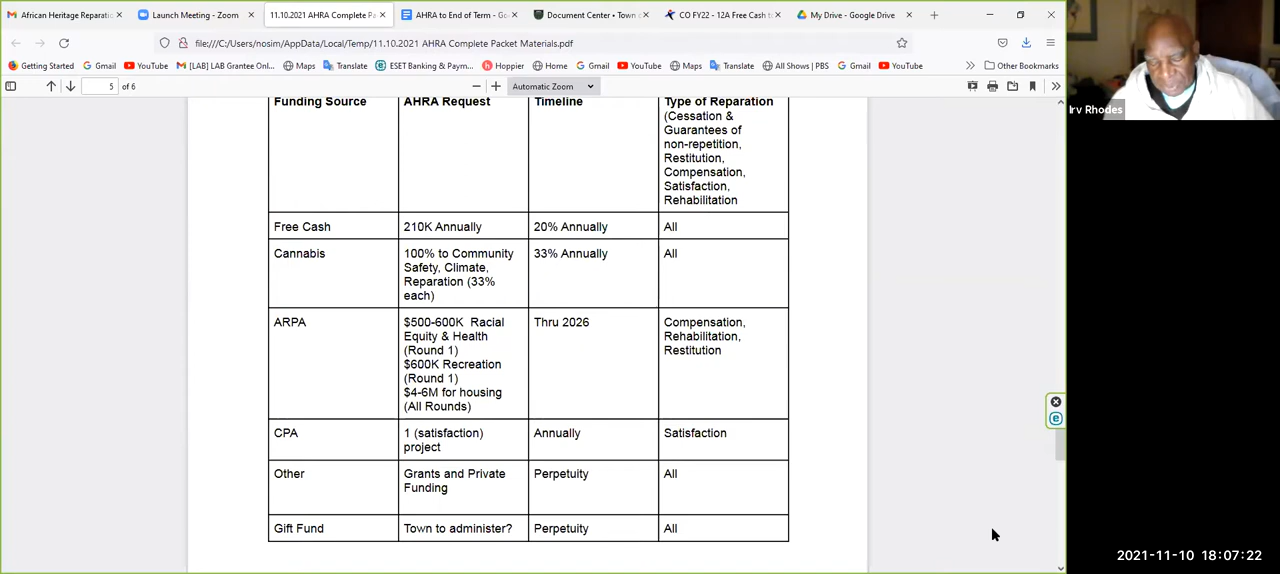 African Heritage Reparatio
Launch Meeting - Zoom
11.10.2021 AHRA Complete Pa
AHRA to End of Term - Go
Document Center • Town o
CO FY22 - 12A Free Cash t
My Drive - Google Drive
file:///C:/Users/nosim/AppData/Local/Temp/11.10.2021 AHRA Complete Packet Materials.pdf
Getting Started
Gmail
YouTube
[LAB] LAB Grantee Onl...
Maps
Translate
ESET Banking & Paym...
Hoppier
Home
Gmail
YouTube
Maps
Translate
All Shows | PBS
Gmail
YouTube
Other Bookmarks
5 of 6
Automatic Zoom
Irv Rhodes
Funding Source
AHRA Request
Timeline
Type of Reparation
(Cessation &
Guarantees of
non-repetition,
Restitution,
Compensation,
Satisfaction,
Rehabilitation
Free Cash
210K Annually
20% Annually
All
Cannabis
100% to Community
Safety, Climate,
Reparation (33%
each)
33% Annually
All
ARPA
$500-600K Racial
Equity & Health
(Round 1)
$600K Recreation
(Round 1)
$4-6M for housing
(All Rounds)
Thru 2026
Compensation,
Rehabilitation,
Restitution
CPA
1 (satisfaction)
project
Annually
Satisfaction
Other
Grants and Private
Funding
Perpetuity
All
Gift Fund
Town to administer?
Perpetuity
All
2021-11-10 18:07:22